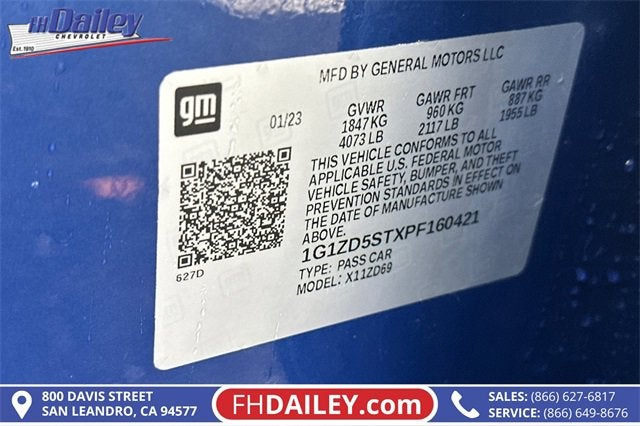 FH Dailey
CHEVROLET
Est. 1910
MFD BY GENERAL MOTORS LLC
gm
01/23
GVWR
1847 KG
4073 LB
GAWR FRT
960 KG
2117 LB
GAWR RR
887 KG
1955 LB
THIS VEHICLE CONFORMS TO ALL
APPLICABLE U.S. FEDERAL MOTOR
VEHICLE SAFETY, BUMPER, AND THEFT
PREVENTION STANDARDS IN EFFECT ON
THE DATE OF MANUFACTURE SHOWN
ABOVE.
1G1ZD5STXPF160421
TYPE: PASS CAR
MODEL: X11ZD69
627D
800 DAVIS STREET
SAN LEANDRO, CA 94577
FHDAILEY.com
SALES: (866) 627-6817
SERVICE: (866) 649-8676